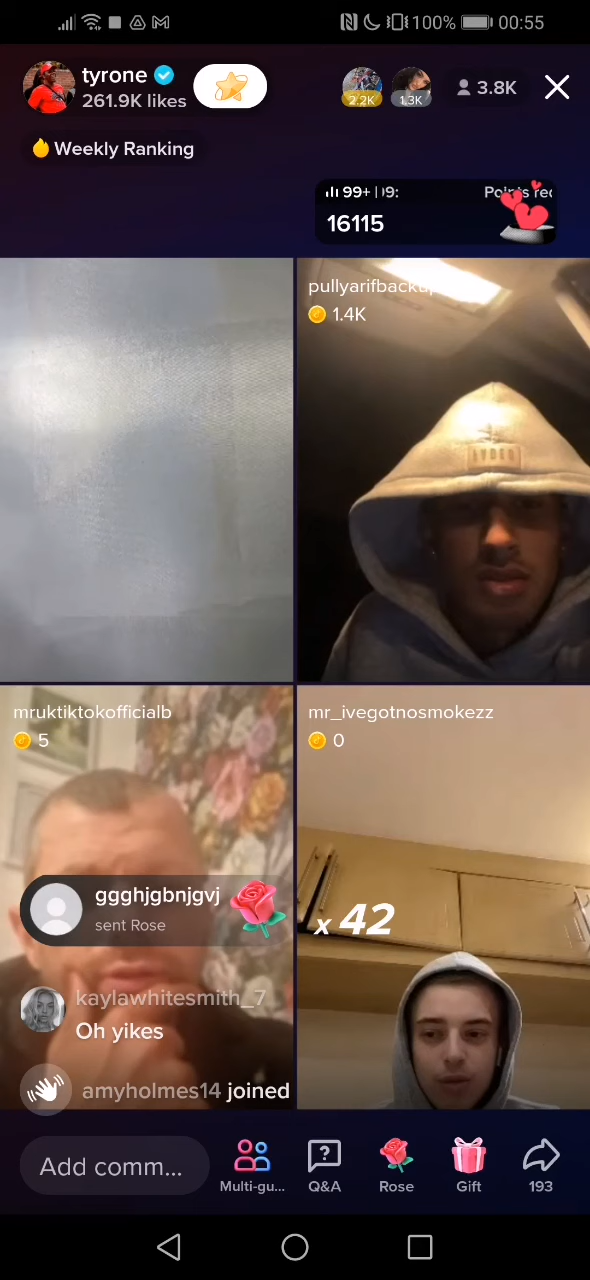 100% 00:55
tyrone
261.9K likes
2.2K 1.3K 3.8K
Weekly Ranking
99+
16115
pullyarifbacku
1.4K
mruktiktokofficialb
5
mr_ivegotnosmokezz
0
ggghjgbnjgvj
sent Rose
x 42
kaylawhitesmith_7
Oh yikes
amyholmes14 joined
Add comm... Multi-gu... Q&A Rose Gift 193